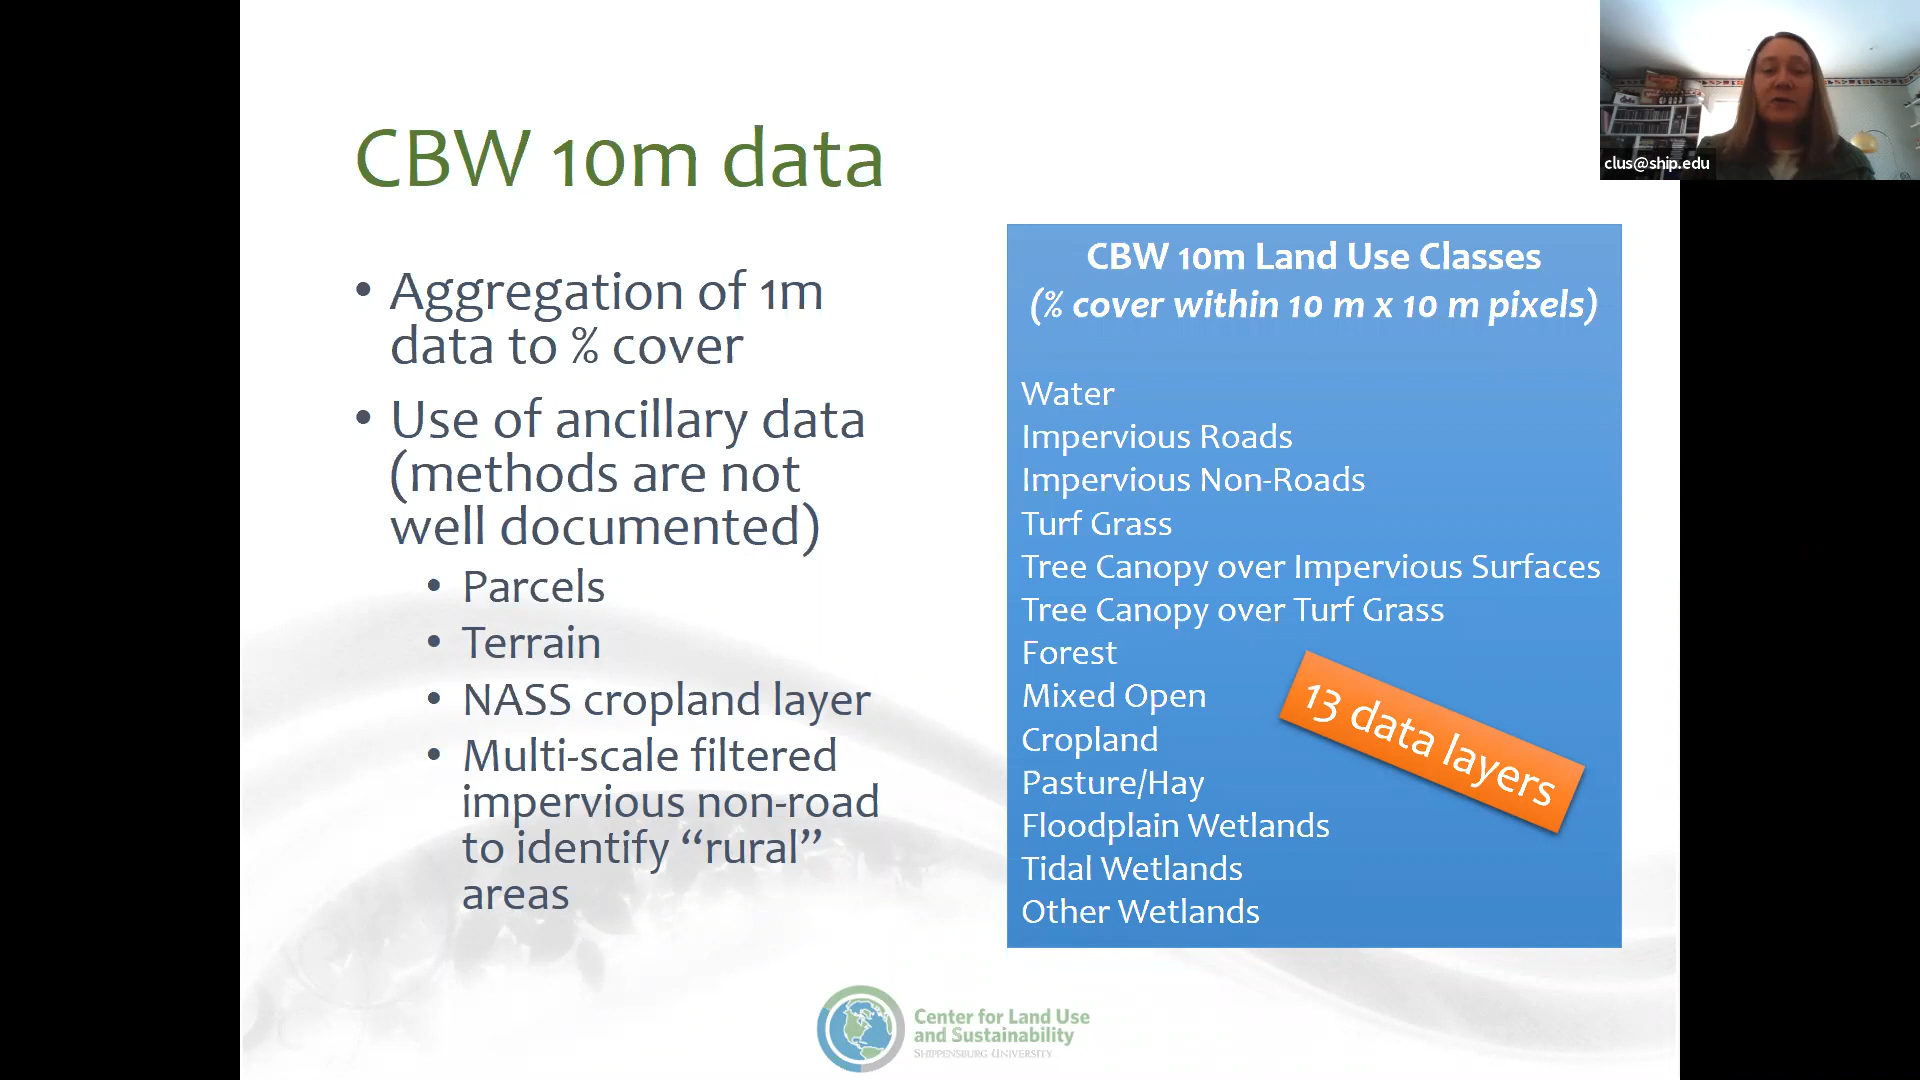 CBW 10m data
• Aggregation of 1m
data to % cover
• Use of ancillary data
(methods are not
well documented)
• Parcels
• Terrain
• NASS cropland layer
• Multi-scale filtered
impervious non-road
to identify “rural”
areas
CBW 10m Land Use Classes
(% cover within 10 m x 10 m pixels)
Water
Impervious Roads
Impervious Non-Roads
Turf Grass
Tree Canopy over Impervious Surfaces
Tree Canopy over Turf Grass
Forest
Mixed Open
Cropland
Pasture/Hay
Floodplain Wetlands
Tidal Wetlands
Other Wetlands
13 data layers
clus@ship.edu
Center for Land Use
and Sustainability
SHIPPENSBURG UNIVERSITY